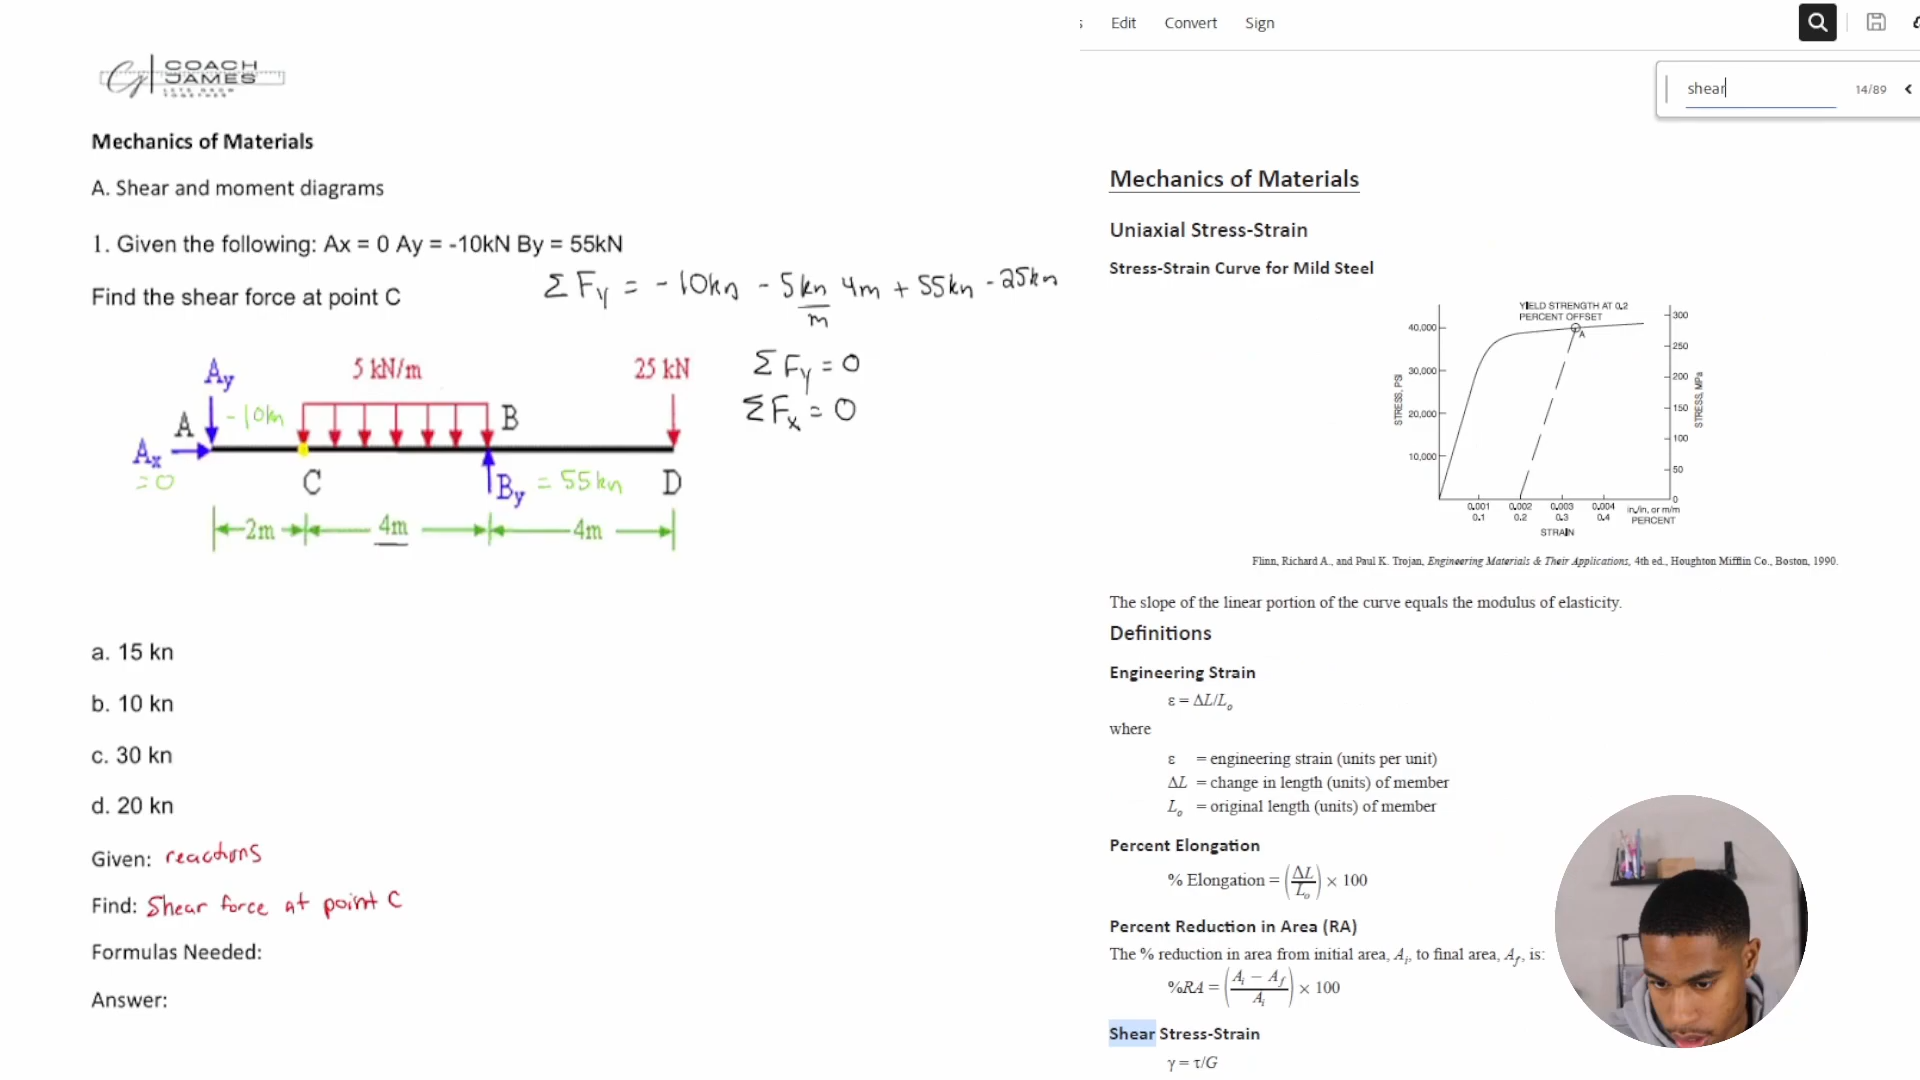 COACH
JAMES
LETS GROW
TOGETHER
Mechanics of Materials
A. Shear and moment diagrams
1. Given the following: Ax = 0 Ay = -10kN By = 55kN
Find the shear force at point C
Σ Fy = - 10kn - 5kn/m 4m + 55kn - 25kn
Σ Fy = 0
Σ Fx = 0
Ay
5 kN/m
25 kN
A
- 10kn
B
Ax
= 0
C
By
= 55kn
D
2m
4m
4m
a. 15 kn
b. 10 kn
c. 30 kn
d. 20 kn
Given: reactions
Find: Shear force at point C
Formulas Needed:
Answer:
s Edit Convert Sign
shear 14/89
Mechanics of Materials
Uniaxial Stress-Strain
Stress-Strain Curve for Mild Steel
YIELD STRENGTH AT 0.2
PERCENT OFFSET
A
STRESS, PSI
40,000
30,000
20,000
10,000
300
250
200
150
100
50
0
STRESS, MPa
0.001 0.002 0.003 0.004 in./in. or m/m
0.1 0.2 0.3 0.4 PERCENT
STRAIN
Flinn, Richard A., and Paul K. Trojan, Engineering Materials & Their Applications, 4th ed., Houghton Mifflin Co., Boston, 1990.
The slope of the linear portion of the curve equals the modulus of elasticity.
Definitions
Engineering Strain
ε = ΔL/Lo
where
ε = engineering strain (units per unit)
ΔL = change in length (units) of member
Lo = original length (units) of member
Percent Elongation
% Elongation = (ΔL/Lo) × 100
Percent Reduction in Area (RA)
The % reduction in area from initial area, Ai, to final area, Af, is:
%RA = ((Ai − Af)/Ai) × 100
Shear Stress-Strain
γ = τ/G